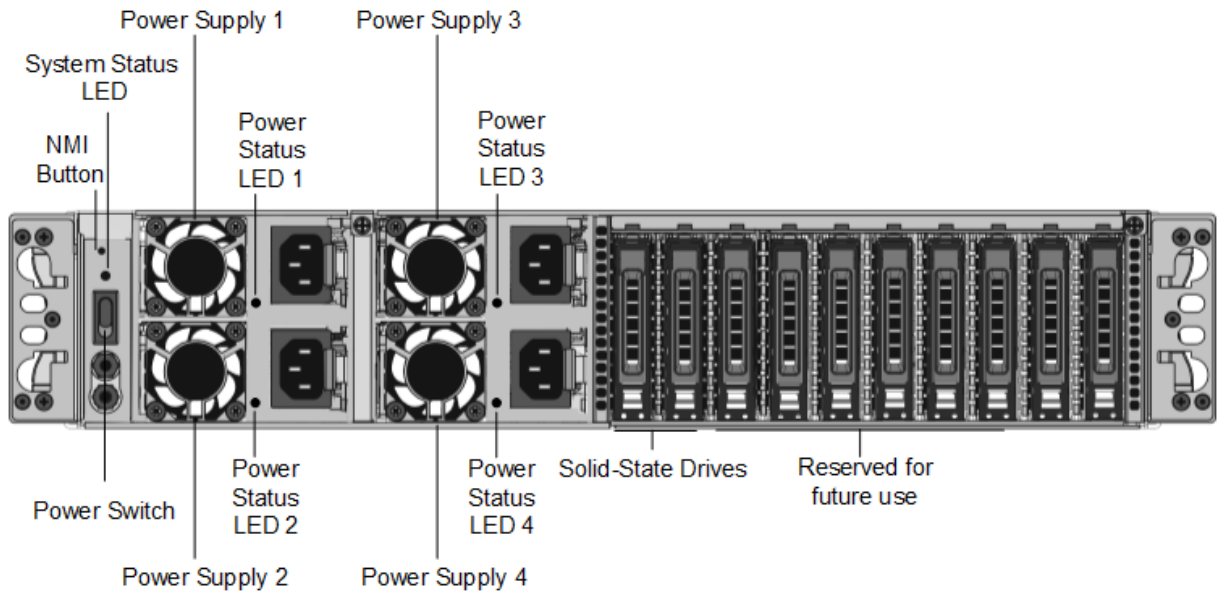 Power Supply 1
Power Supply 3
System Status
LED
Power
Status
LED 1
Power
Status
LED 3
NMI
Button
Power
Status
LED 2
Power
Status
LED 4
Solid-State Drives
Reserved for
future use
Power Switch
Power Supply 2
Power Supply 4